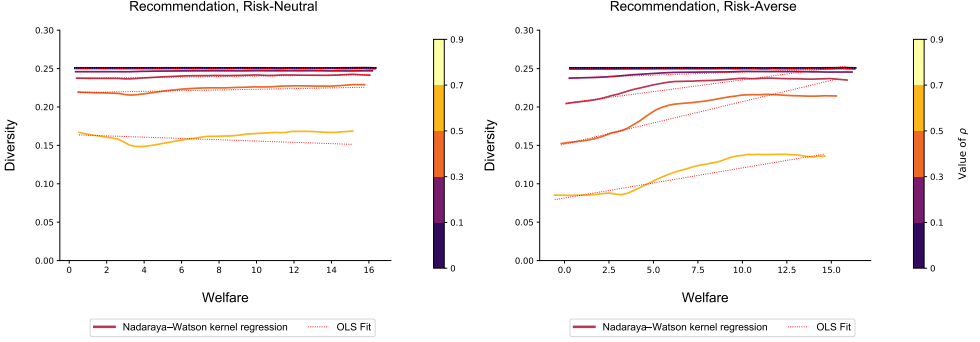 Recommendation, Risk-Neutral
Diversity
0.30
0.25
0.20
0.15
0.10
0.05
0.00
0 2 4 6 8 10 12 14 16
Welfare
0.9
0.7
0.5
0.3
0.1
0
Nadaraya–Watson kernel regression OLS Fit
Recommendation, Risk-Averse
Diversity
0.30
0.25
0.20
0.15
0.10
0.05
0.00
0.0 2.5 5.0 7.5 10.0 12.5 15.0
Welfare
0.9
0.7
0.5
0.3
0.1
0
Value of ρ
Nadaraya–Watson kernel regression OLS Fit